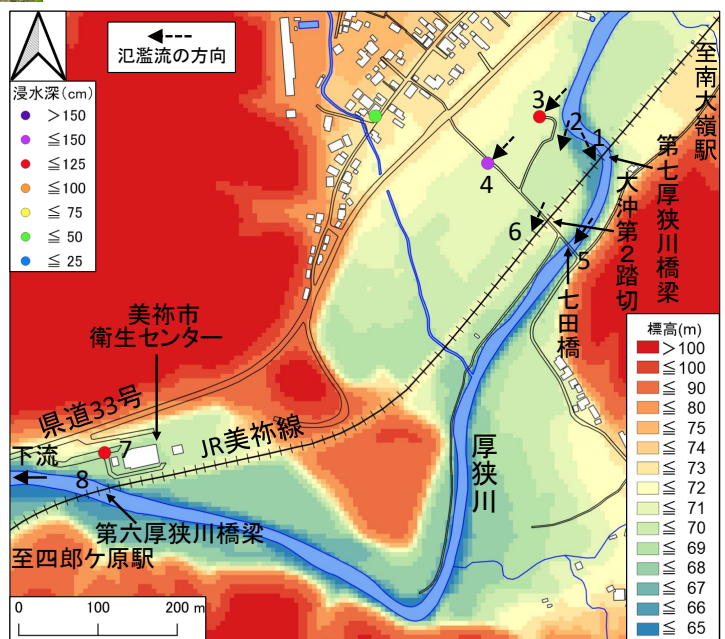 氾濫流の方向
浸水深(cm)
>150
≦150
≦125
≦100
≦ 75
≦ 50
≦ 25
至南大嶺駅
第七厚狭川橋梁
大沖第2踏切
七田橋
1
2
3
4
5
6
美祢市
衛生センター
県道33号
JR美祢線
下流
7
8
第六厚狭川橋梁
至四郎ケ原駅
厚狭川
0 100 200 m
標高(m)
>100
≦100
≦ 90
≦ 80
≦ 75
≦ 74
≦ 73
≦ 72
≦ 71
≦ 70
≦ 69
≦ 68
≦ 67
≦ 66
≦ 65